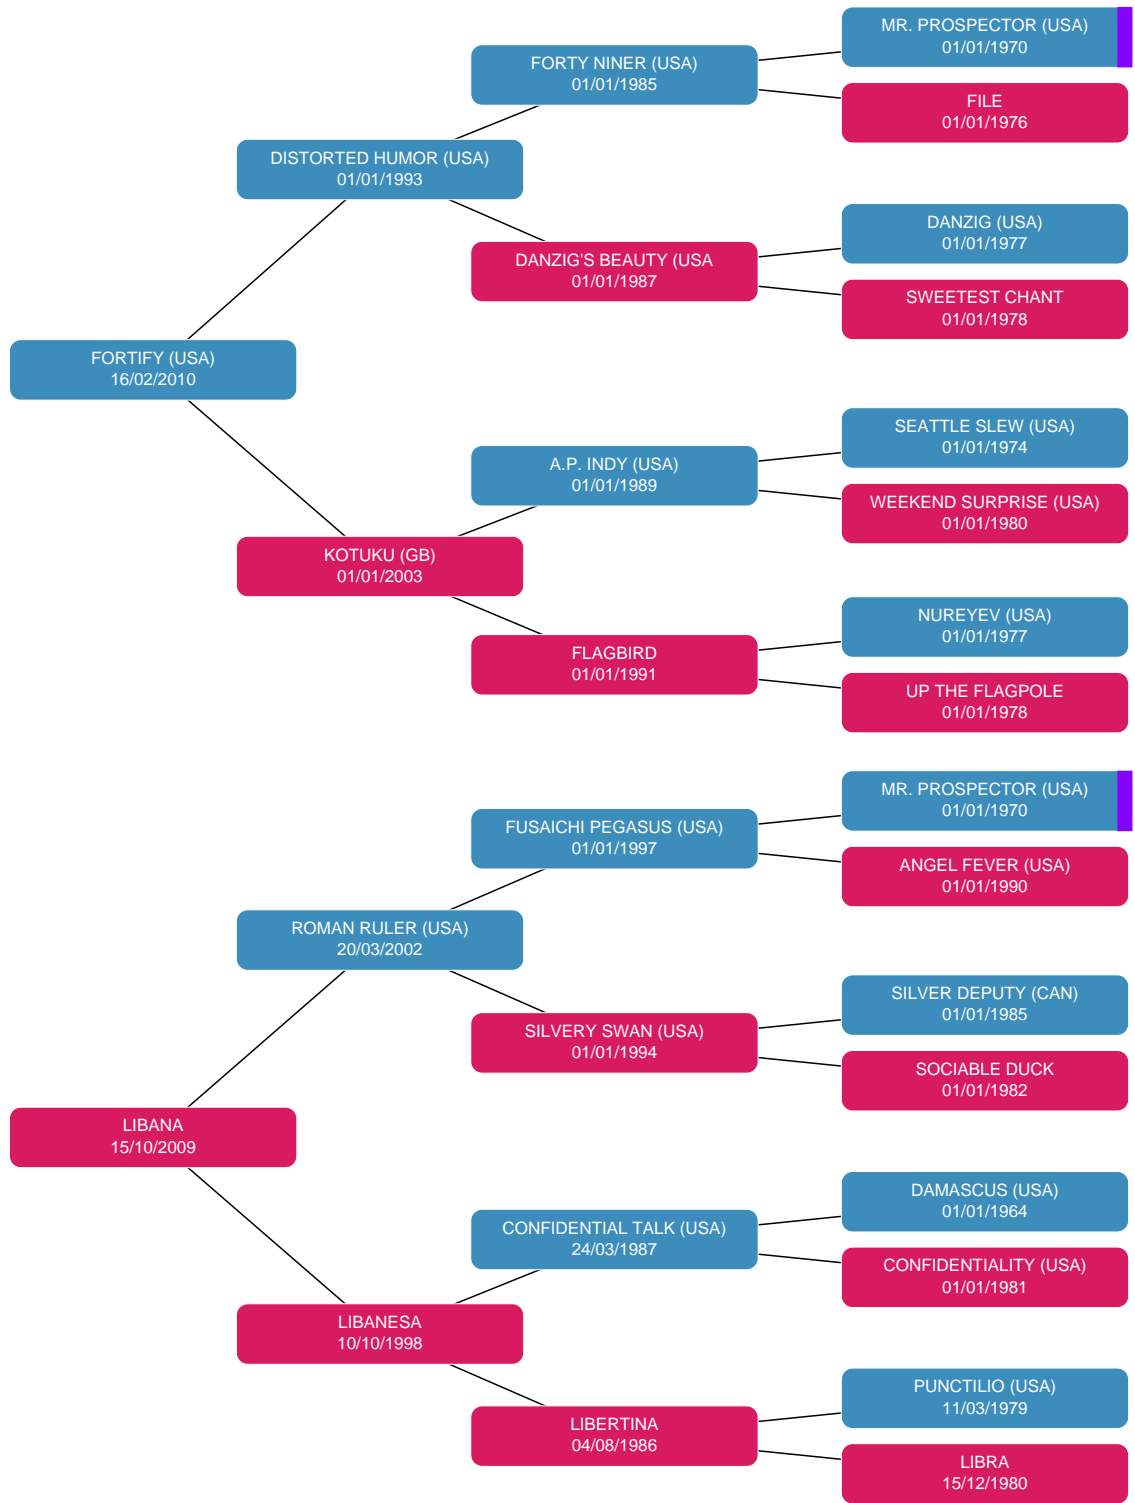 MR. PROSPECTOR (USA)
01/01/1970
FORTY NINER (USA)
01/01/1985
FILE
01/01/1976
DISTORTED HUMOR (USA)
01/01/1993
DANZIG (USA)
01/01/1977
DANZIG'S BEAUTY (USA
01/01/1987
SWEETEST CHANT
01/01/1978
FORTIFY (USA)
16/02/2010
SEATTLE SLEW (USA)
01/01/1974
A.P. INDY (USA)
01/01/1989
WEEKEND SURPRISE (USA)
01/01/1980
KOTUKU (GB)
01/01/2003
NUREYEV (USA)
01/01/1977
FLAGBIRD
01/01/1991
UP THE FLAGPOLE
01/01/1978
MR. PROSPECTOR (USA)
01/01/1970
FUSAICHI PEGASUS (USA)
01/01/1997
ANGEL FEVER (USA)
01/01/1990
ROMAN RULER (USA)
20/03/2002
SILVER DEPUTY (CAN)
01/01/1985
SILVERY SWAN (USA)
01/01/1994
SOCIABLE DUCK
01/01/1982
LIBANA
15/10/2009
DAMASCUS (USA)
01/01/1964
CONFIDENTIAL TALK (USA)
24/03/1987
CONFIDENTIALITY (USA)
01/01/1981
LIBANESA
10/10/1998
PUNCTILIO (USA)
11/03/1979
LIBERTINA
04/08/1986
LIBRA
15/12/1980